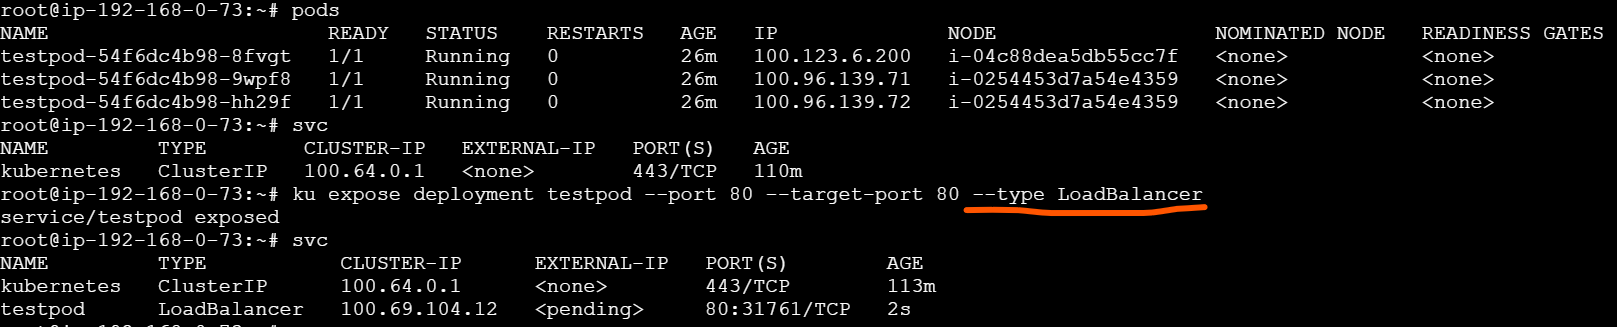 root@ip-192-168-0-73:~# pods
NAME READY STATUS RESTARTS AGE IP NODE NOMINATED NODE READINESS GATES
testpod-54f6dc4b98-8fvgt 1/1 Running 0 26m 100.123.6.200 i-04c88dea5db55cc7f <none> <none>
testpod-54f6dc4b98-9wpf8 1/1 Running 0 26m 100.96.139.71 i-0254453d7a54e4359 <none> <none>
testpod-54f6dc4b98-hh29f 1/1 Running 0 26m 100.96.139.72 i-0254453d7a54e4359 <none> <none>
root@ip-192-168-0-73:~# svc
NAME TYPE CLUSTER-IP EXTERNAL-IP PORT(S) AGE
kubernetes ClusterIP 100.64.0.1 <none> 443/TCP 110m
root@ip-192-168-0-73:~# ku expose deployment testpod --port 80 --target-port 80 --type LoadBalancer
service/testpod exposed
root@ip-192-168-0-73:~# svc
NAME TYPE CLUSTER-IP EXTERNAL-IP PORT(S) AGE
kubernetes ClusterIP 100.64.0.1 <none> 443/TCP 113m
testpod LoadBalancer 100.69.104.12 <pending> 80:31761/TCP 2s